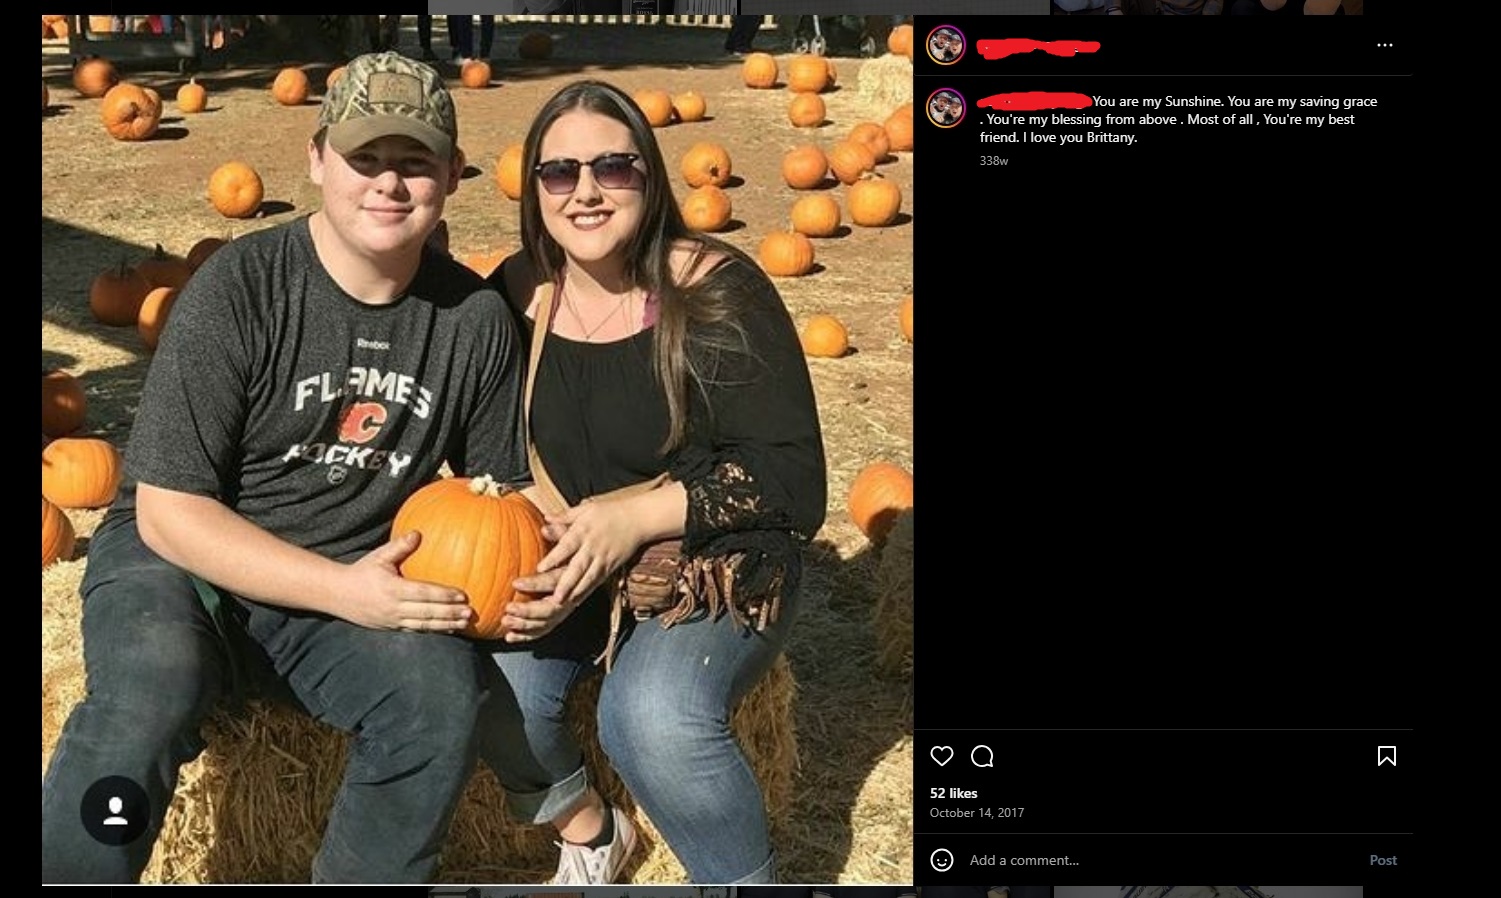 Reebok
FLAMES
C
HOCKEY
NHL
You are my Sunshine. You are my saving grace
. You're my blessing from above . Most of all , You're my best
friend. I love you Brittany.
338w
52 likes
October 14, 2017
Add a comment...
Post